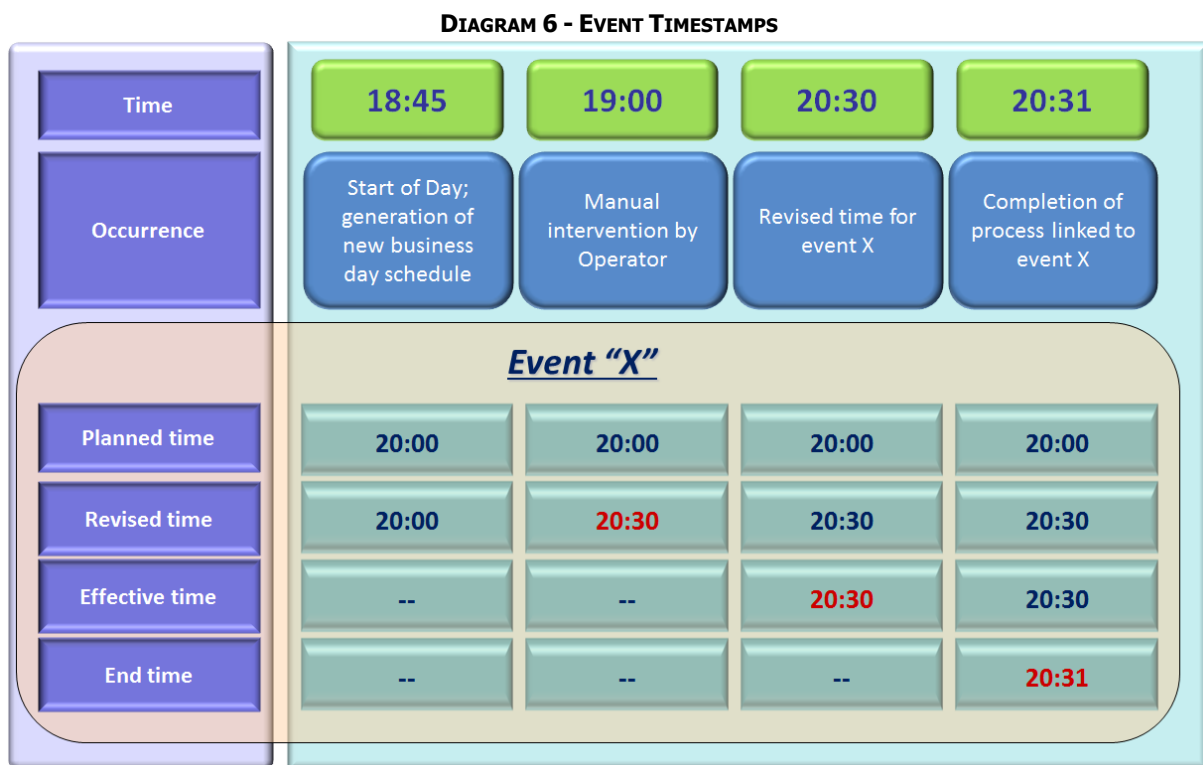 DIAGRAM 6 - EVENT TIMESTAMPS
Time
18:45
19:00
20:30
20:31
Occurrence
Start of Day;
generation of
new business
day schedule
Manual
intervention by
Operator
Revised time for
event X
Completion of
process linked to
event X
Event “X”
Planned time
20:00
20:00
20:00
20:00
Revised time
20:00
20:30
20:30
20:30
Effective time
--
--
20:30
20:30
End time
--
--
--
20:31